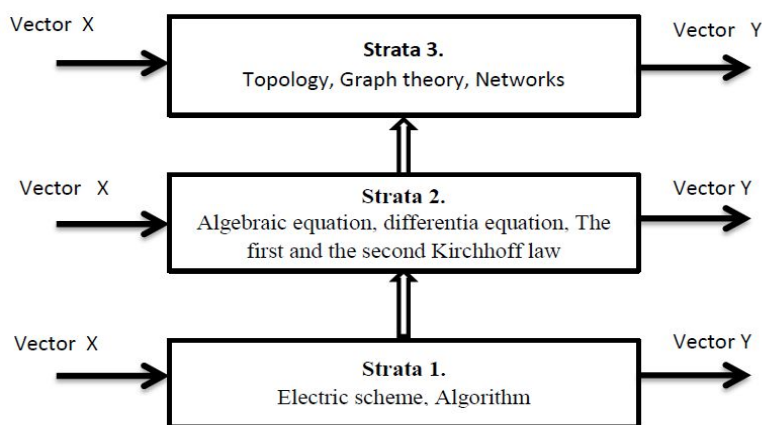 Vector X
Strata 3.
Vector Y
Topology, Graph theory, Networks
Vector X
Strata 2.
Vector Y
Algebraic equation, differentia equation, The
first and the second Kirchhoff law
Vector X
Strata 1.
Vector Y
Electric scheme, Algorithm